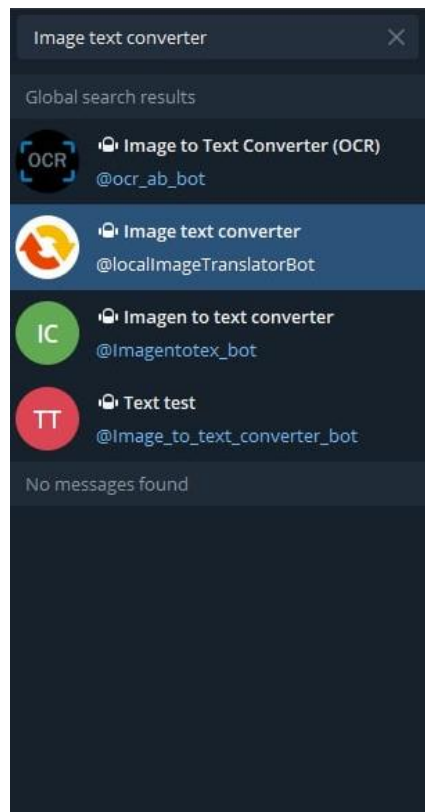 Image text converter
Global search results
OCR
Image to Text Converter (OCR)
@ocr_ab_bot
Image text converter
@localImageTranslatorBot
IC
Imagen to text converter
@Imagentotex_bot
TT
Text test
@Image_to_text_converter_bot
No messages found